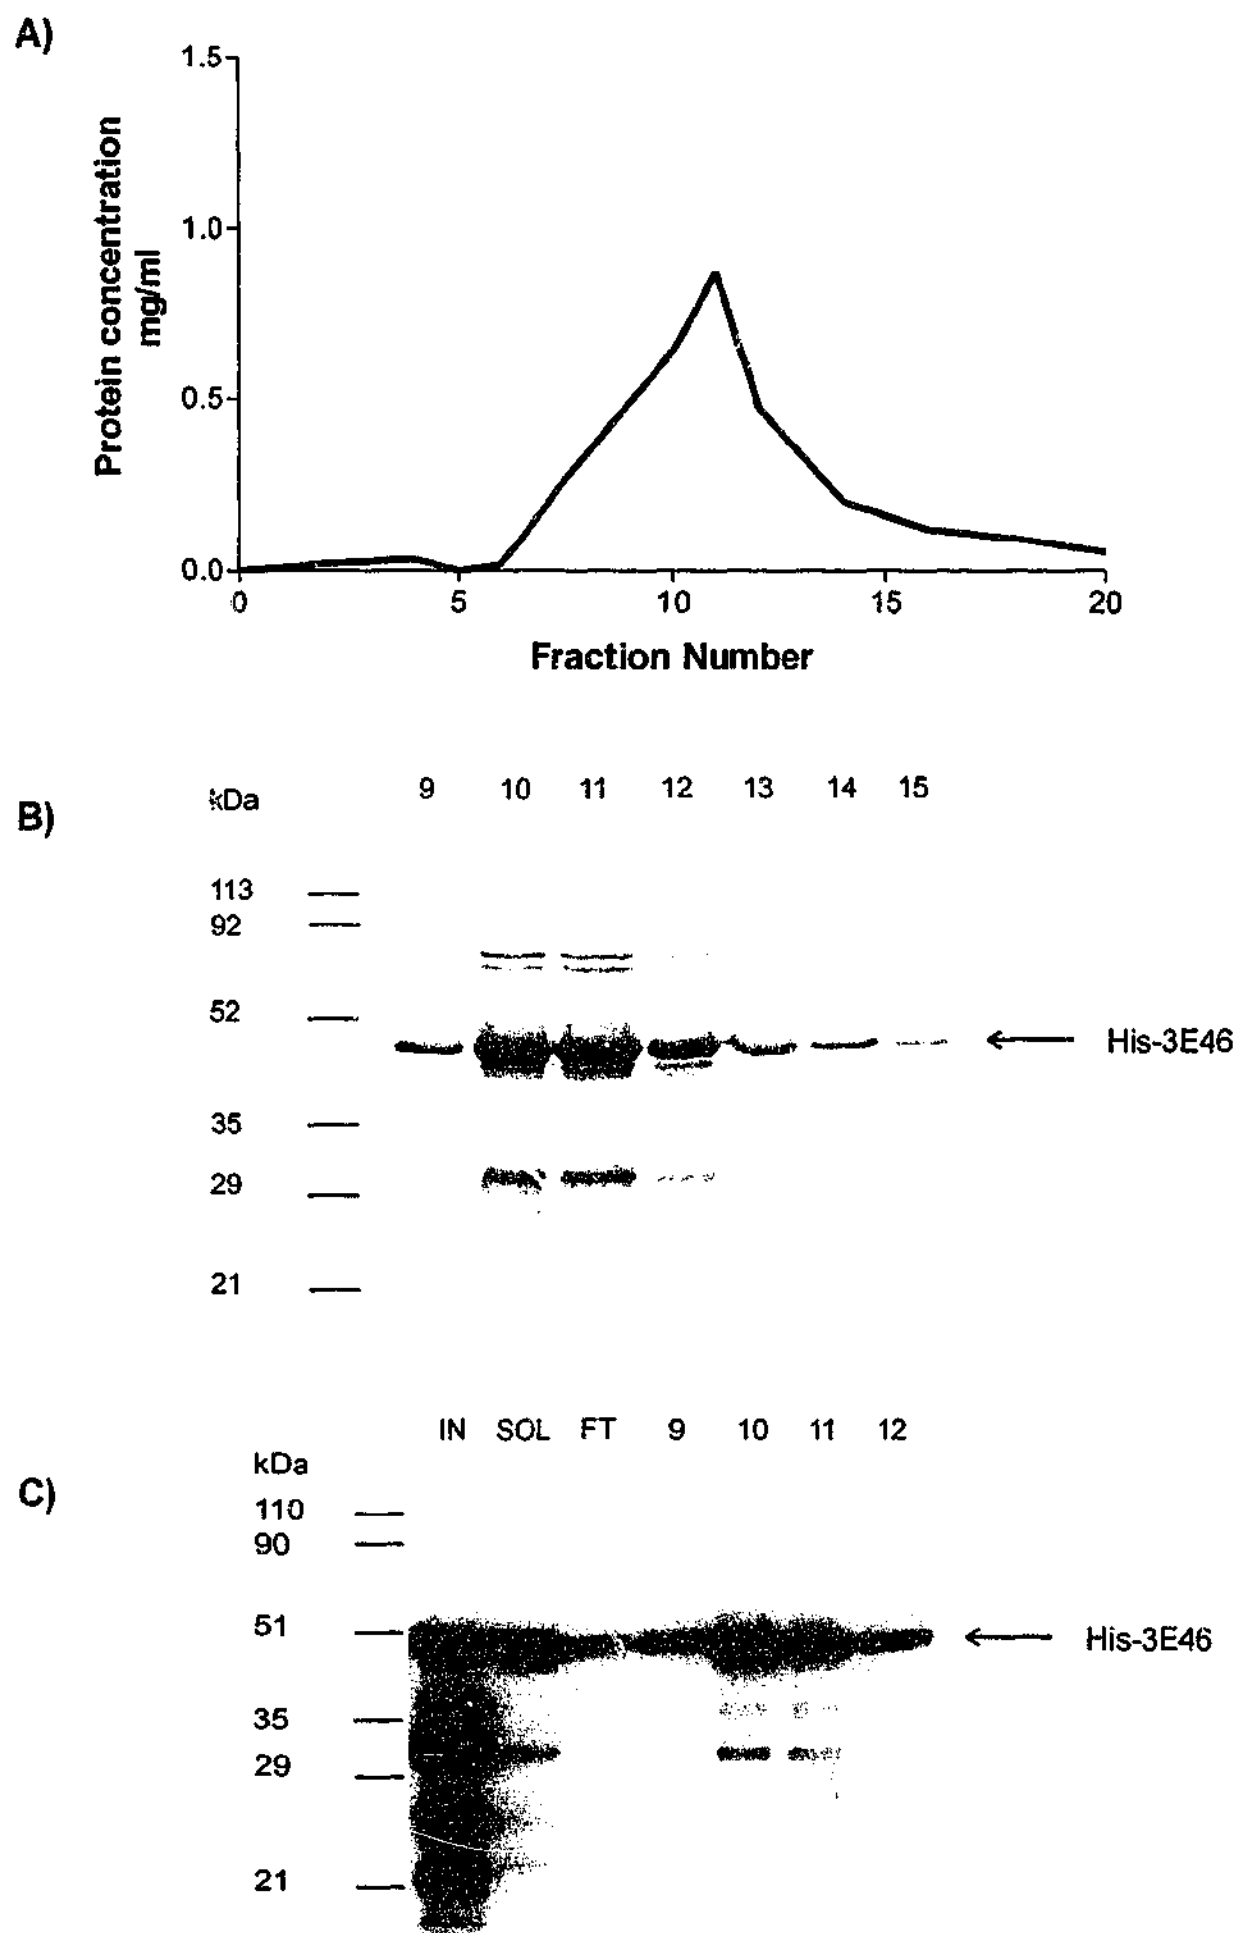 A)
1.5
1.0
0.5
0.0
Protein concentration
mg/ml
0 5 10 15 20
Fraction Number
B)
kDa 9 10 11 12 13 14 15
113
92
52
His-3E46
35
29
21
C)
IN SOL FT 9 10 11 12
kDa
110
90
51
His-3E46
35
29
21